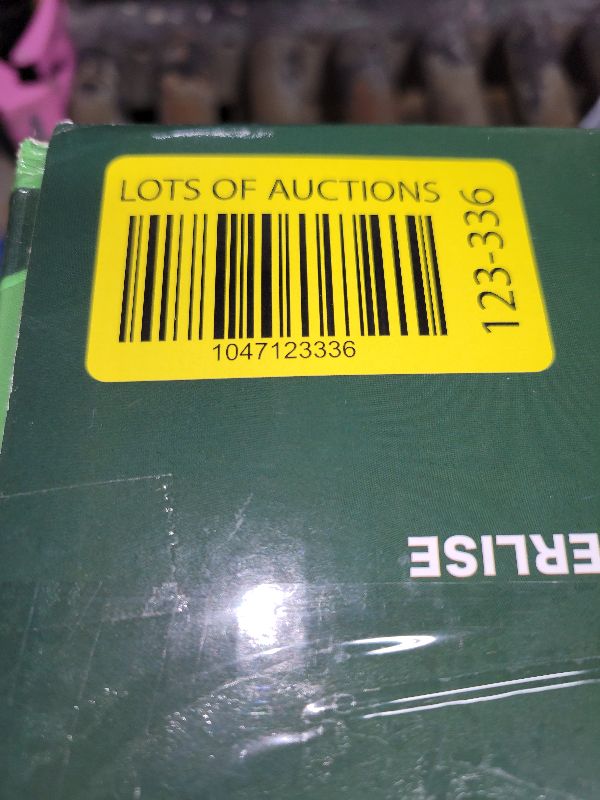 LOTS OF AUCTIONS
1047123336
123-336
ERLISE